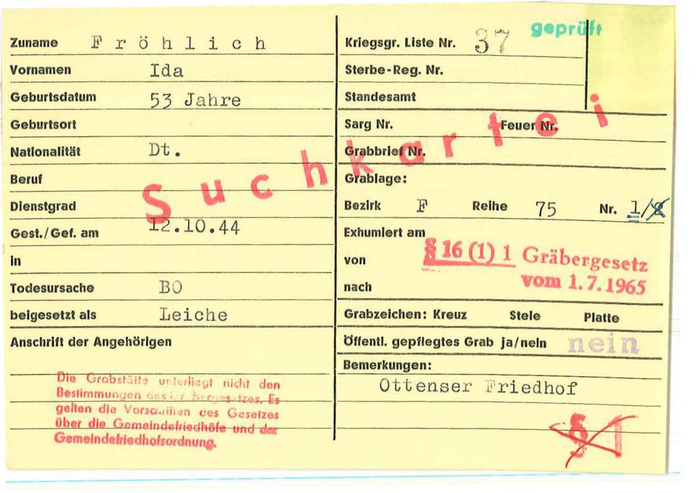 Zuname F r ö h l i c h
Vornamen Ida
Geburtsdatum 53 Jahre
Geburtsort
Nationalität Dt.
Beruf
Dienstgrad
Gest./Gef. am 12.10.44
in
Todesursache BO
beigesetzt als Leiche
Anschrift der Angehörigen
Die Grabstätte unterliegt nicht den
Bestimmungen
gelten die Vorschriften des Gesetzes
über die Gemeindefriedhöfe und der
Gemeindefriedhofsordnung.
Suchkartei
geprüft
Kriegsgr. Liste Nr. 37
Sterbe-Reg. Nr.
Standesamt
Sarg Nr. Feuer Nr.
Grabbrief Nr.
Grablage:
Bezirk F Reihe 75 Nr. 1/
Exhumiert am
§ 16 (1) 1 Gräbergesetz
von vom 1.7.1965
nach
Grabzeichen: Kreuz Stele Platte
Öffentl. gepflegtes Grab ja/nein nein
Bemerkungen:
Ottenser Friedhof
§ 1